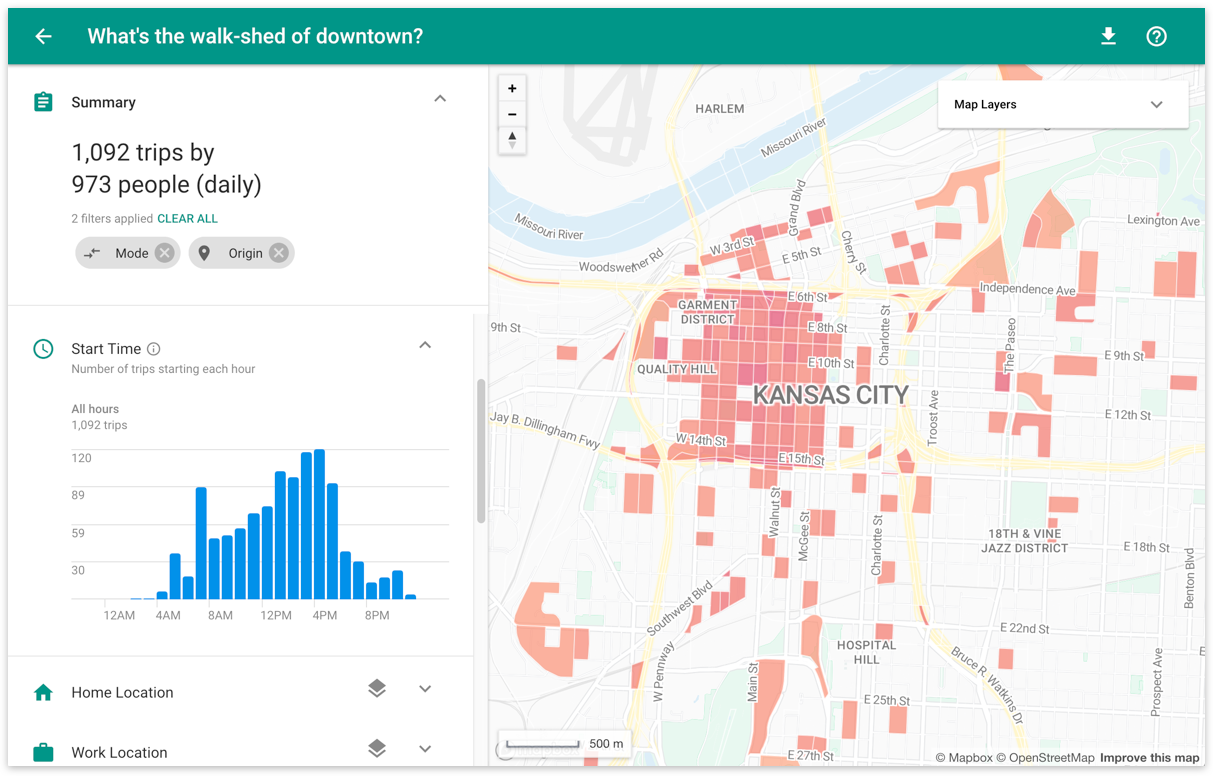 What's the walk-shed of downtown?
Summary
1,092 trips by
973 people (daily)
2 filters applied CLEAR ALL
Mode
Origin
Start Time
Number of trips starting each hour
All hours
1,092 trips
120
89
59
30
12AM 4AM 8AM 12PM 4PM 8PM
Home Location
Work Location
+
−
Map Layers
HARLEM
Missouri River
Missouri River
Grand Blvd
Lexington Ave
W 3rd St
E 5th St
Cherry St
Independence Ave
E 6th St
GARMENT
DISTRICT
9th St
E 8th St
Charlotte St
The Paseo
E 9th St
QUALITY HILL
E 10th St
KANSAS CITY
Troost Ave
E 12th St
Jay B. Dillingham Fwy
W 14th St
E 15th St
Walnut St
McGee St
Charlotte St
18TH & VINE
JAZZ DISTRICT
E 18th St
Benton Blvd
Southwest Blvd
E 22nd St
HOSPITAL
HILL
W Pennway
Main St
Bruce R. Watkins Dr
Prospect Ave
E 25th St
E 27th St
500 m
© Mapbox © OpenStreetMap Improve this map